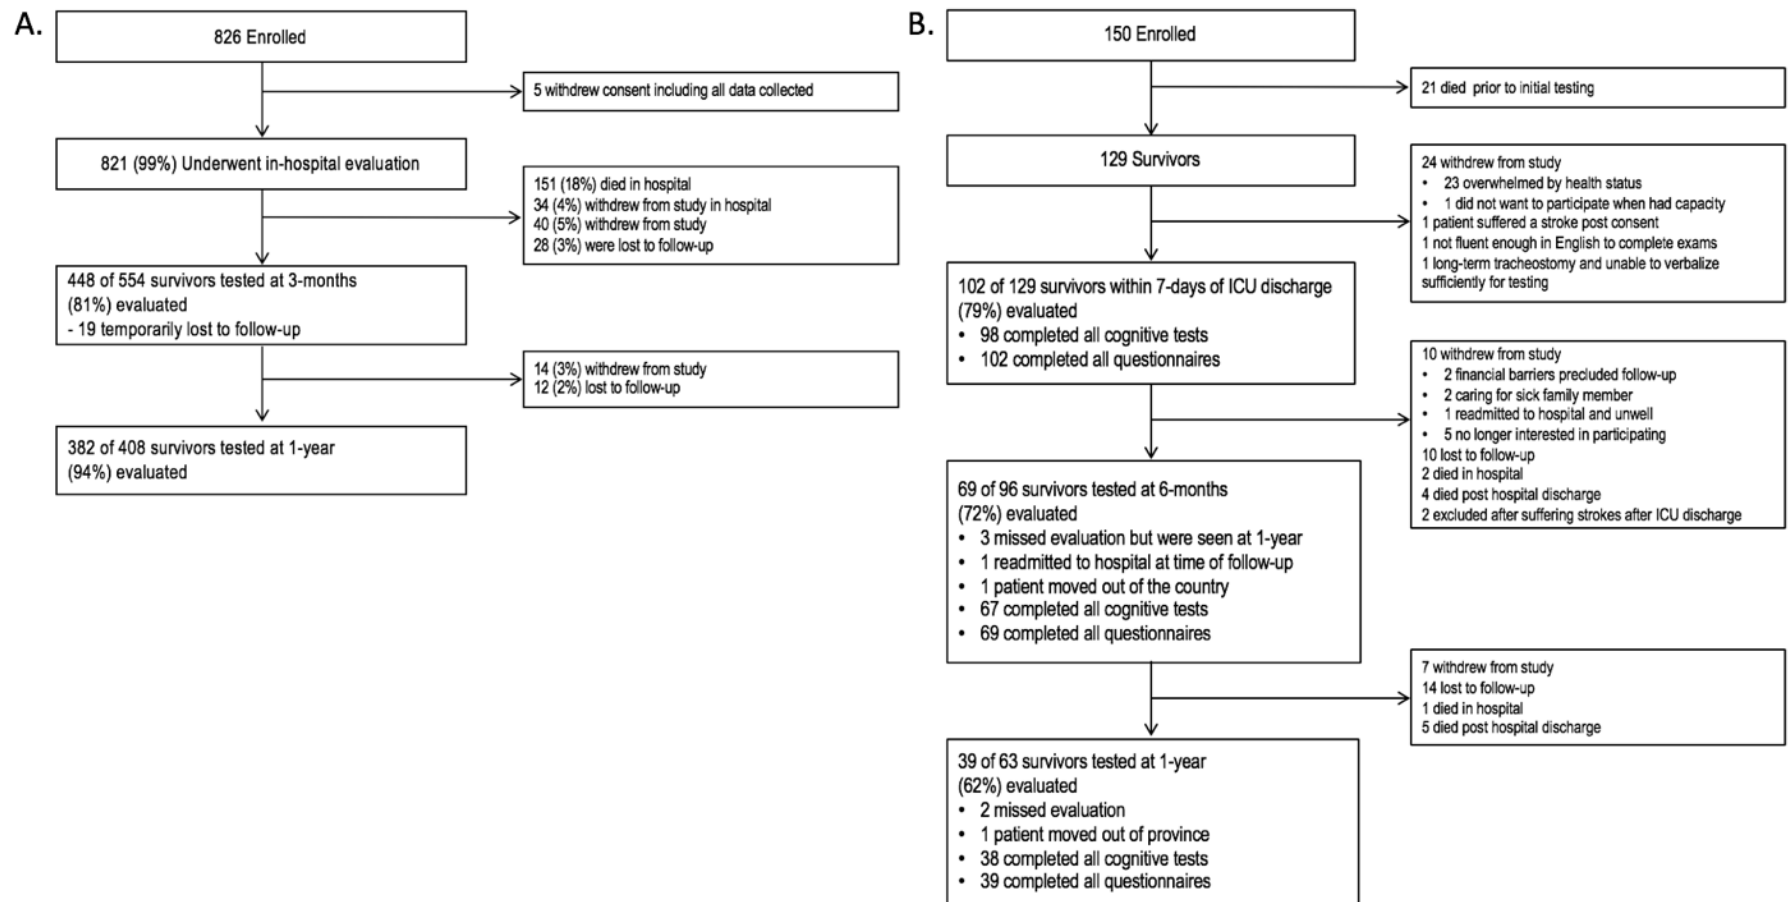 A.
826 Enrolled
5 withdrew consent including all data collected
821 (99%) Underwent in-hospital evaluation
151 (18%) died in hospital
34 (4%) withdrew from study in hospital
40 (5%) withdrew from study
28 (3%) were lost to follow-up
448 of 554 survivors tested at 3-months
(81%) evaluated
- 19 temporarily lost to follow-up
14 (3%) withdrew from study
12 (2%) lost to follow-up
382 of 408 survivors tested at 1-year
(94%) evaluated
B.
150 Enrolled
21 died prior to initial testing
129 Survivors
24 withdrew from study
• 23 overwhelmed by health status
• 1 did not want to participate when had capacity
1 patient suffered a stroke post consent
1 not fluent enough in English to complete exams
1 long-term tracheostomy and unable to verbalize
sufficiently for testing
102 of 129 survivors within 7-days of ICU discharge
(79%) evaluated
• 98 completed all cognitive tests
• 102 completed all questionnaires
10 withdrew from study
• 2 financial barriers precluded follow-up
• 2 caring for sick family member
• 1 readmitted to hospital and unwell
• 5 no longer interested in participating
10 lost to follow-up
2 died in hospital
4 died post hospital discharge
2 excluded after suffering strokes after ICU discharge
69 of 96 survivors tested at 6-months
(72%) evaluated
• 3 missed evaluation but were seen at 1-year
• 1 readmitted to hospital at time of follow-up
• 1 patient moved out of the country
• 67 completed all cognitive tests
• 69 completed all questionnaires
7 withdrew from study
14 lost to follow-up
1 died in hospital
5 died post hospital discharge
39 of 63 survivors tested at 1-year
(62%) evaluated
• 2 missed evaluation
• 1 patient moved out of province
• 38 completed all cognitive tests
• 39 completed all questionnaires